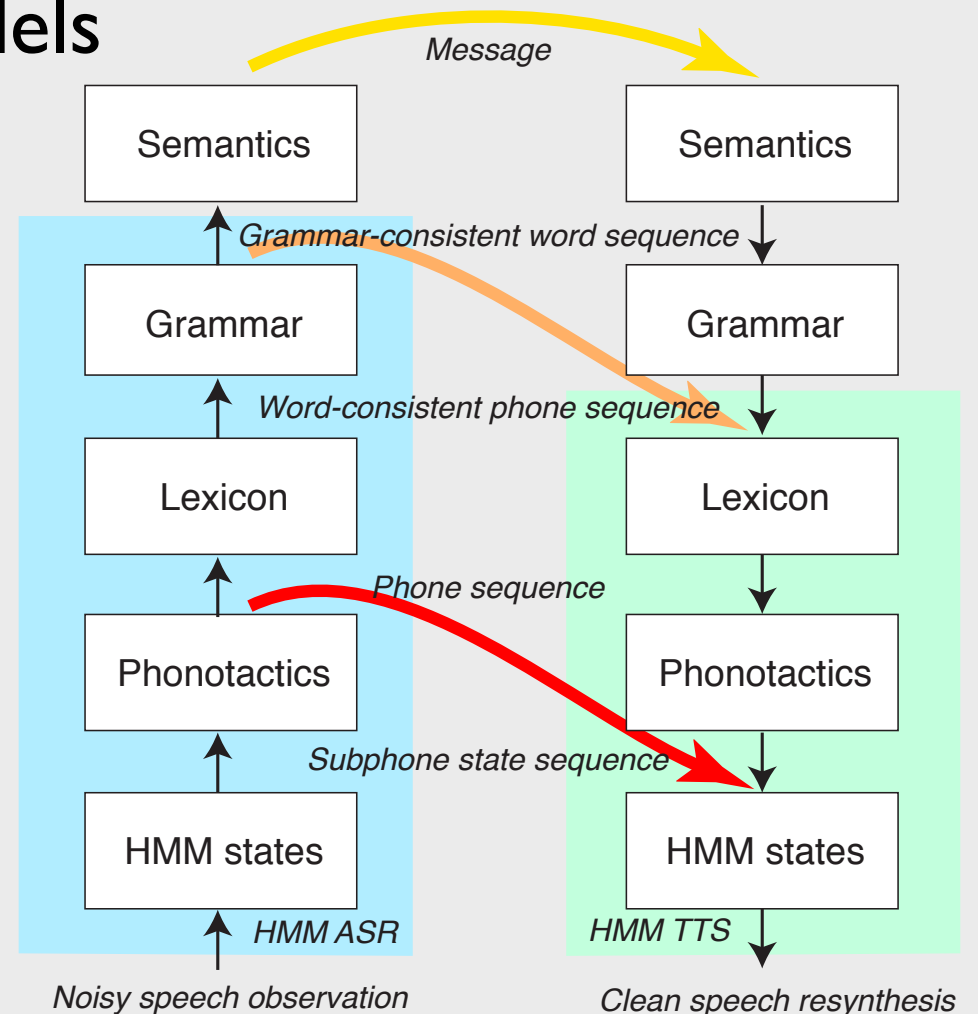 dels
Message
Semantics Semantics
Grammar-consistent word sequence
Grammar Grammar
Word-consistent phone sequence
Lexicon Lexicon
Phone sequence
Phonotactics Phonotactics
Subphone state sequence
HMM states HMM states
HMM ASR HMM TTS
Noisy speech observation Clean speech resynthesis